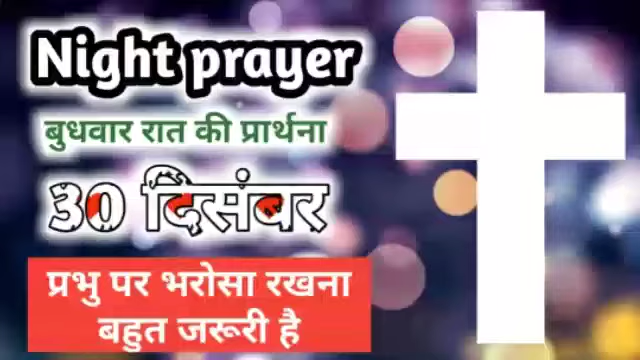 Night prayer
बुधवार रात की प्रार्थना
30 दिसंबर
प्रभु पर भरोसा रखना
बहुत जरूरी है